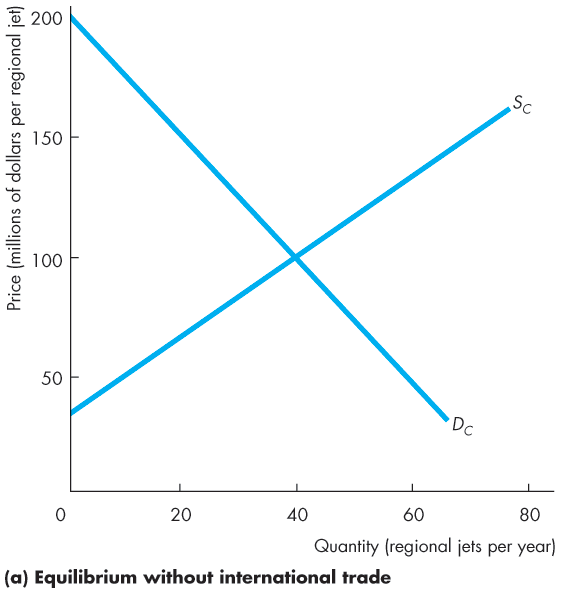 Price (millions of dollars per regional jet)
200
150
100
50
S_C
D_C
0 20 40 60 80
Quantity (regional jets per year)
(a) Equilibrium without international trade